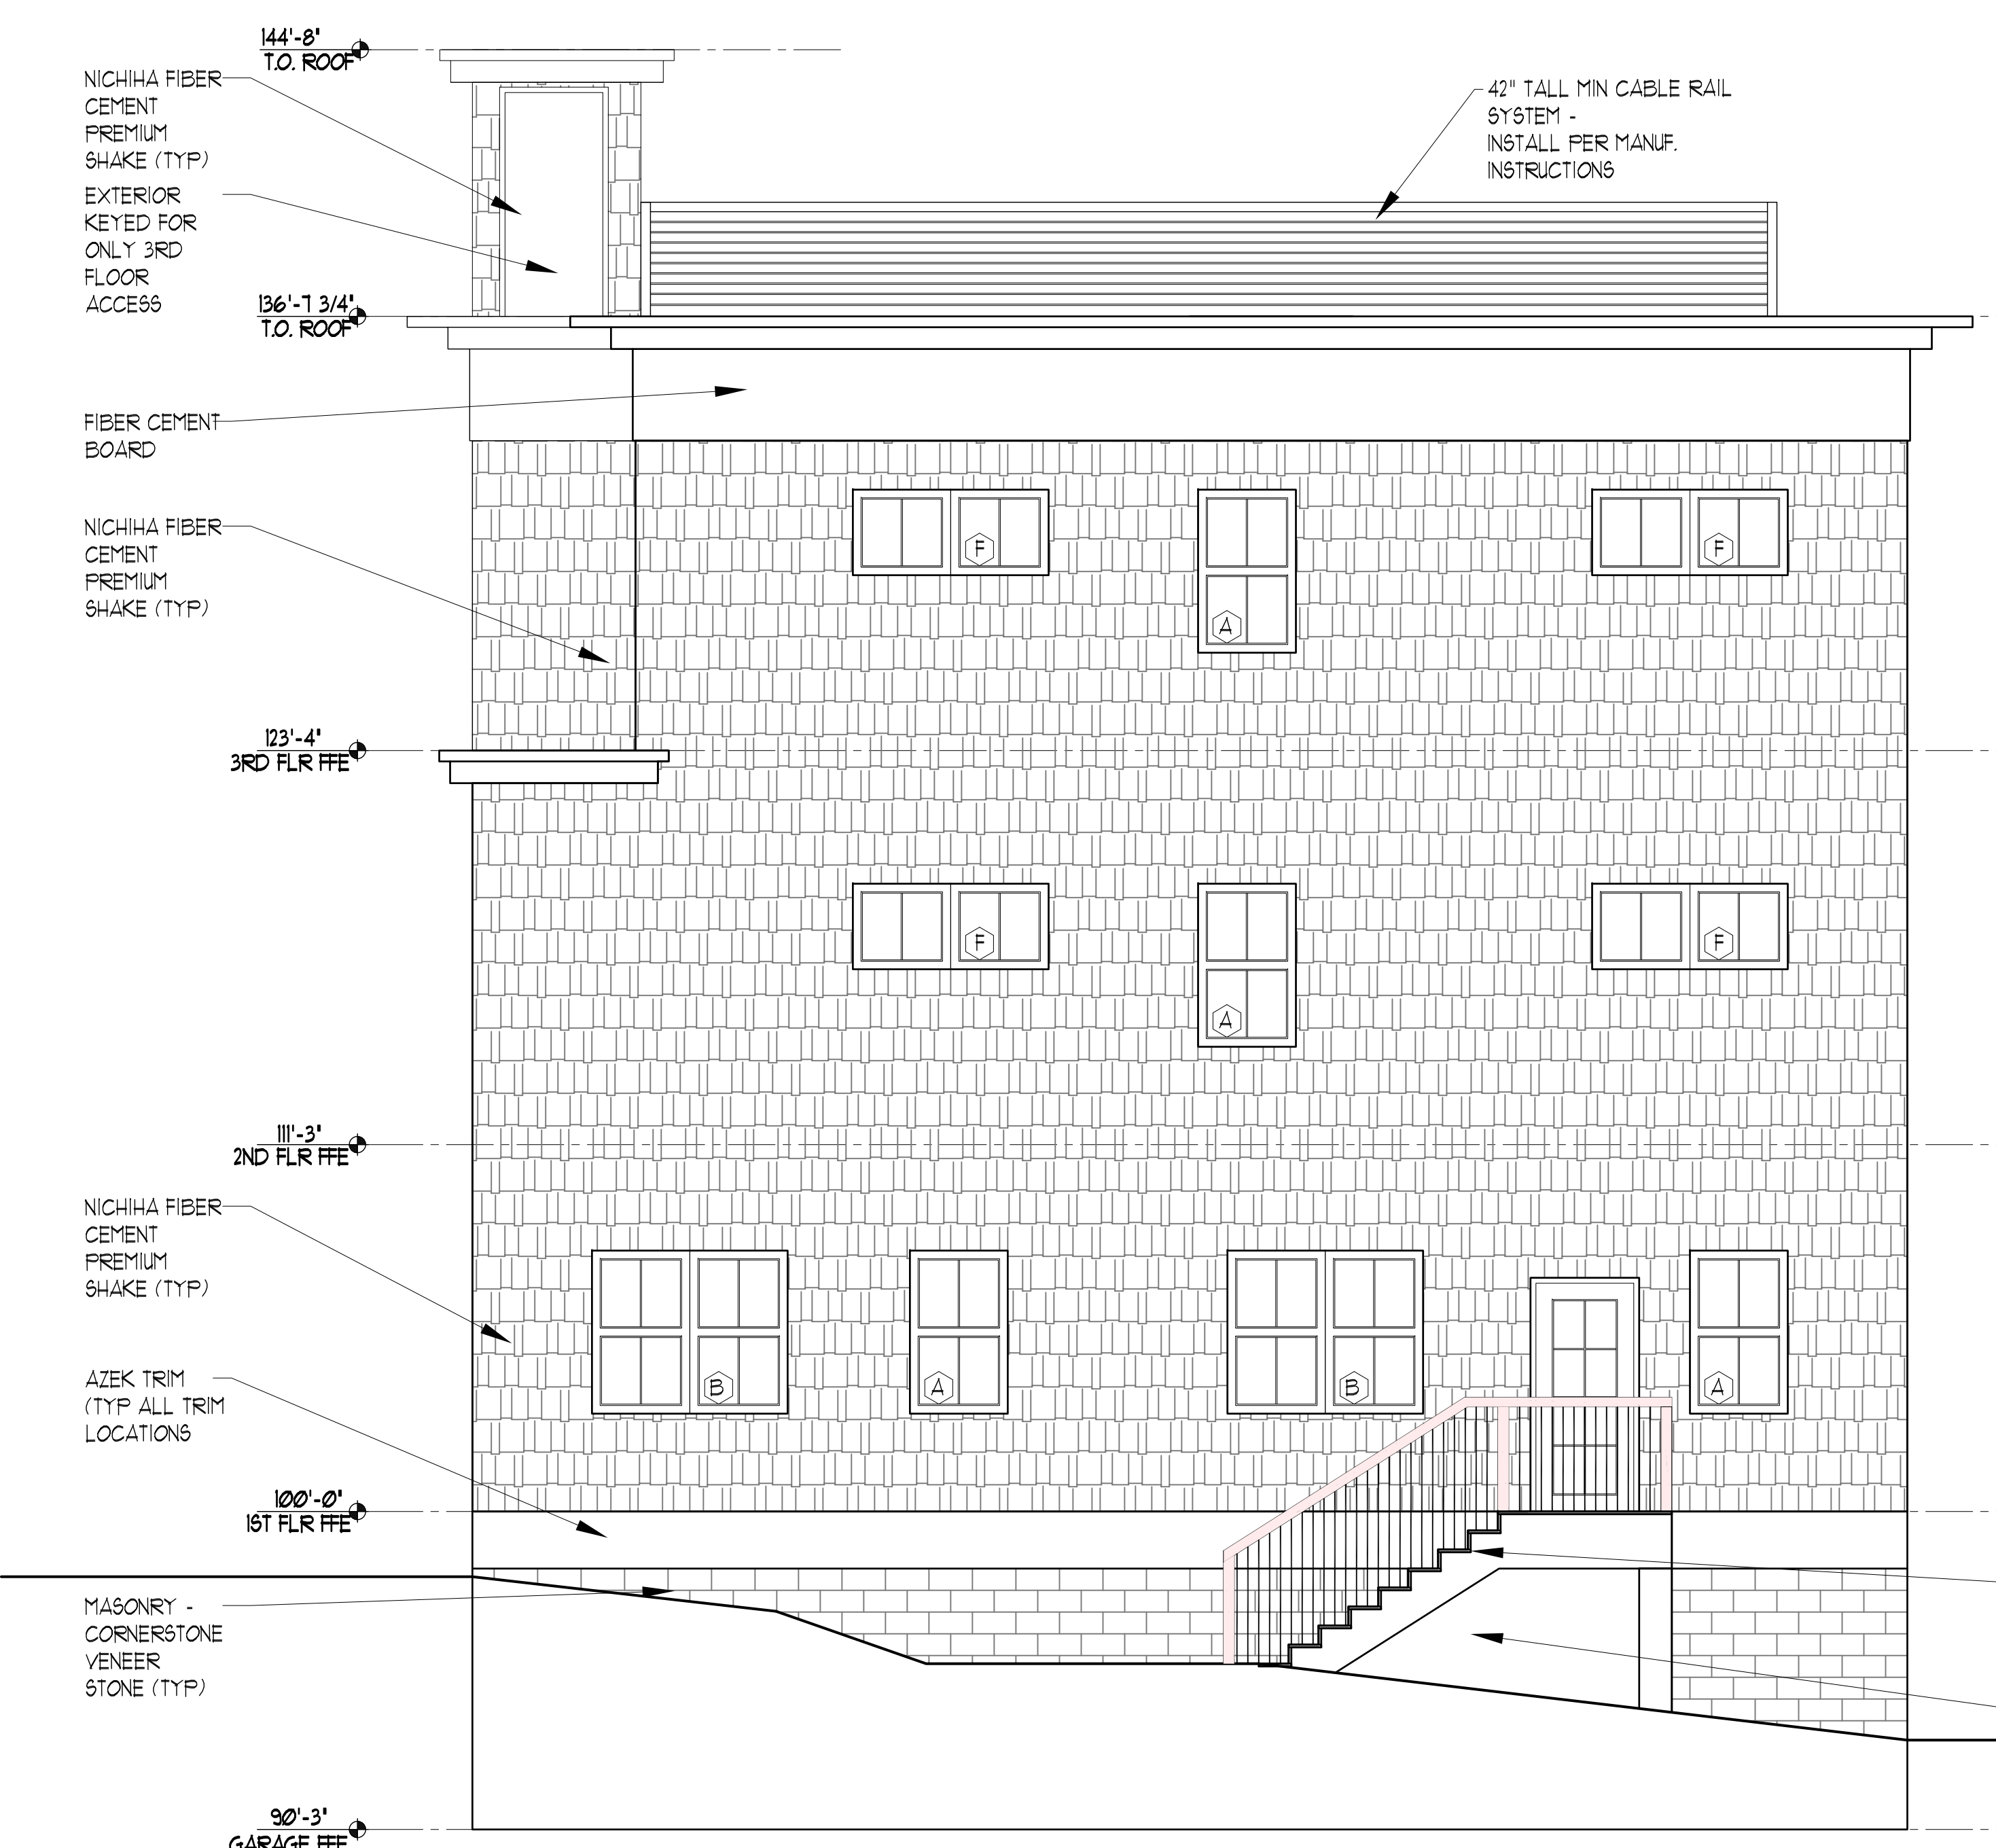 144'-8"
T.O. ROOF
NICHIHA FIBER
CEMENT
PREMIUM
SHAKE (TYP)
EXTERIOR
KEYED FOR
ONLY 3RD
FLOOR
ACCESS
42" TALL MIN CABLE RAIL
SYSTEM -
INSTALL PER MANUF.
INSTRUCTIONS
136'-7 3/4"
T.O. ROOF
FIBER CEMENT
BOARD
NICHIHA FIBER
CEMENT
PREMIUM
SHAKE (TYP)
F
F
A
123'-4"
3RD FLR FFE
F
F
A
111'-3"
2ND FLR FFE
NICHIHA FIBER
CEMENT
PREMIUM
SHAKE (TYP)
B
A
B
A
AZEK TRIM
(TYP ALL TRIM
LOCATIONS
100'-0"
1ST FLR FFE
MASONRY -
CORNERSTONE
VENEER
STONE (TYP)
90'-3"
GARAGE FFE